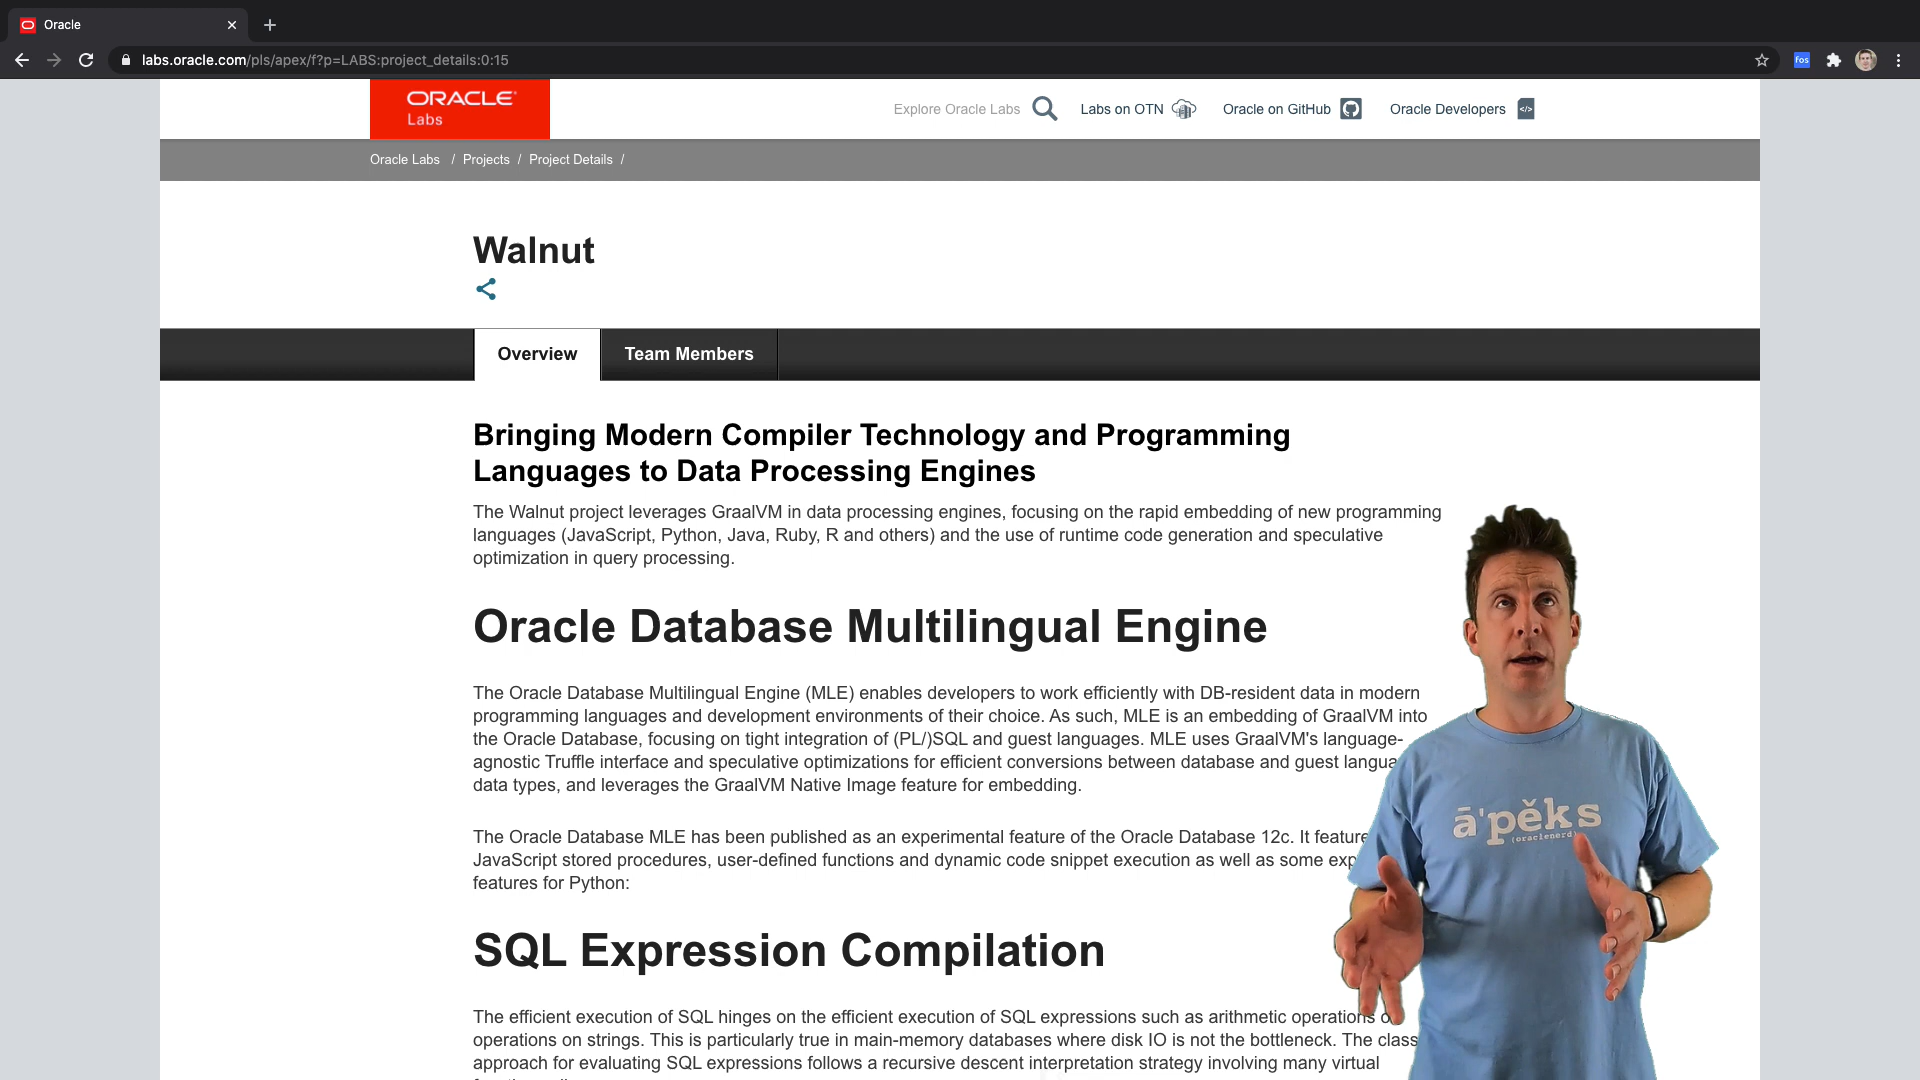 Oracle
labs.oracle.com/pls/apex/f?p=LABS:project_details:0:15
fos
ORACLE
Labs
Explore Oracle Labs
Labs on OTN
Oracle on GitHub
Oracle Developers
</>
Oracle Labs / Projects / Project Details /
Walnut
Overview
Team Members
Bringing Modern Compiler Technology and Programming
Languages to Data Processing Engines
The Walnut project leverages GraalVM in data processing engines, focusing on the rapid embedding of new programming
languages (JavaScript, Python, Java, Ruby, R and others) and the use of runtime code generation and speculative
optimization in query processing.
Oracle Database Multilingual Engine
The Oracle Database Multilingual Engine (MLE) enables developers to work efficiently with DB-resident data in modern
programming languages and development environments of their choice. As such, MLE is an embedding of GraalVM into
the Oracle Database, focusing on tight integration of (PL/)SQL and guest languages. MLE uses GraalVM's language-
agnostic Truffle interface and speculative optimizations for efficient conversions between database and guest
data types, and leverages the GraalVM Native Image feature for embedding.
The Oracle Database MLE has been published as an experimental feature of the Oracle Database 12c. It
JavaScript stored procedures, user-defined functions and dynamic code snippet execution as well as some
features for Python:
ā'pěks
(oraclenerd)
SQL Expression Compilation
The efficient execution of SQL hinges on the efficient execution of SQL expressions such as arithmetic operations
operations on strings. This is particularly true in main-memory databases where disk IO is not the bottleneck. The
approach for evaluating SQL expressions follows a recursive descent interpretation strategy involving many virtual